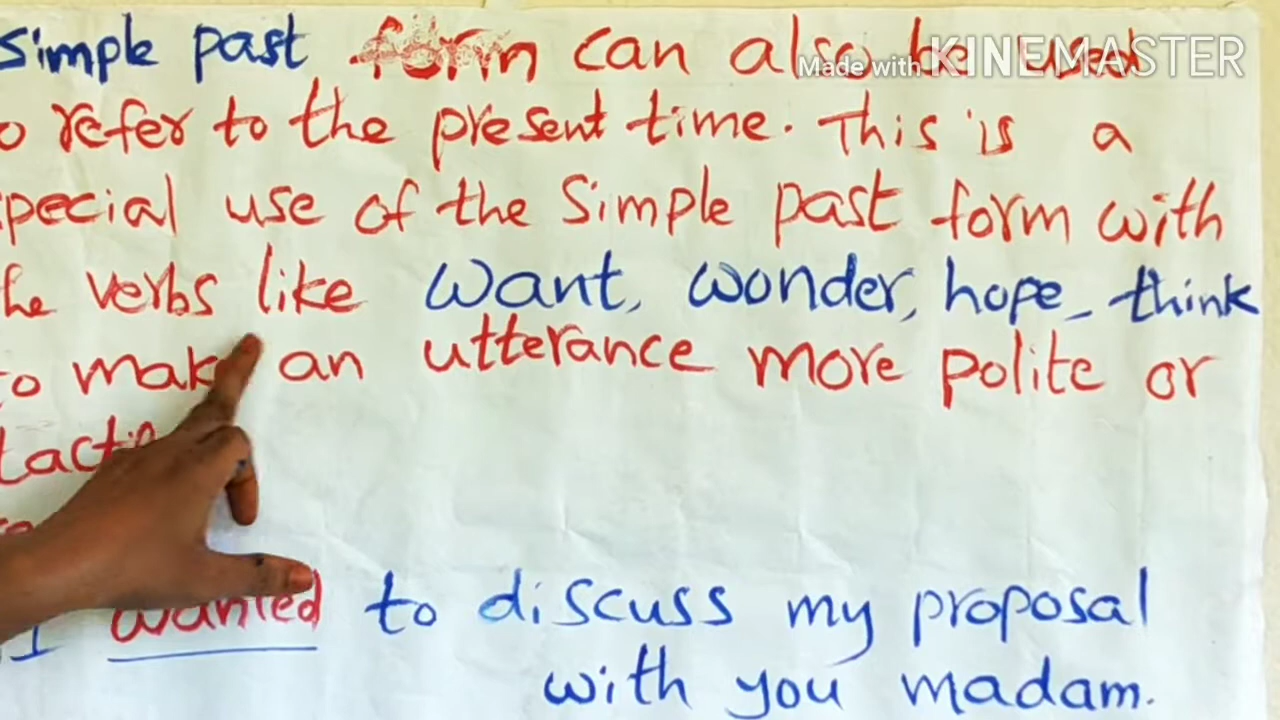 Simple past form can also be used
Made with KINEMASTER
o refer to the present time. This is a
pecial use of the Simple past form with
he verbs like want, wonder, hope, think
to make an utterance more polite or
I wanted to discuss my proposal
with you madam.